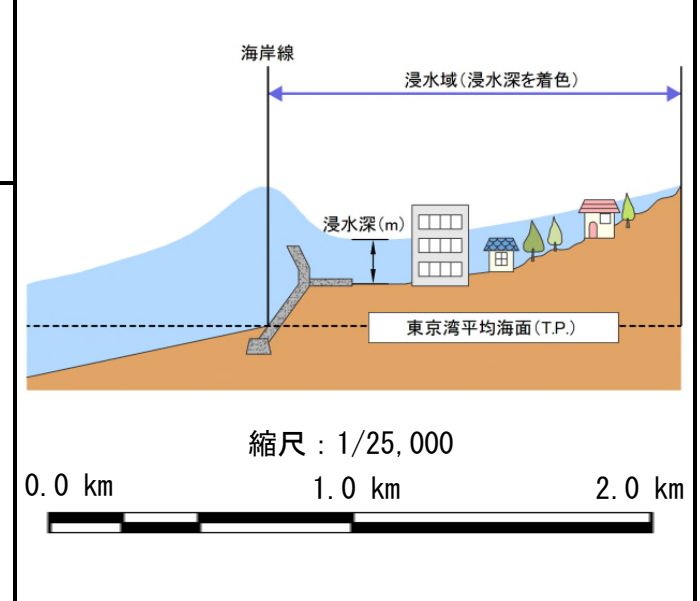 海岸線
浸水域(浸水深を着色)
浸水深(m)
東京湾平均海面(T.P.)
縮尺：1/25,000
0.0 km 1.0 km 2.0 km